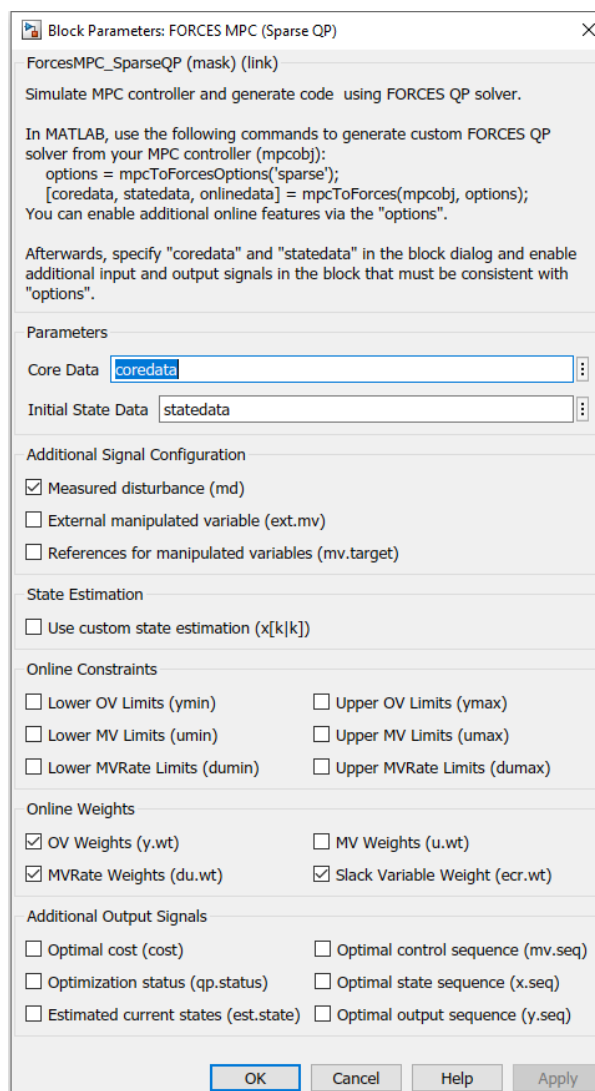 Block Parameters: FORCES MPC (Sparse QP)
ForcesMPC_SparseQP (mask) (link)
Simulate MPC controller and generate code using FORCES QP solver.
In MATLAB, use the following commands to generate custom FORCES QP
solver from your MPC controller (mpcobj):
options = mpcToForcesOptions('sparse');
[coredata, statedata, onlinedata] = mpcToForces(mpcobj, options);
You can enable additional online features via the "options".
Afterwards, specify "coredata" and "statedata" in the block dialog and enable
additional input and output signals in the block that must be consistent with
"options".
Parameters
Core Data coredata
Initial State Data statedata
Additional Signal Configuration
Measured disturbance (md)
External manipulated variable (ext.mv)
References for manipulated variables (mv.target)
State Estimation
Use custom state estimation (x[k|k])
Online Constraints
Lower OV Limits (ymin) Upper OV Limits (ymax)
Lower MV Limits (umin) Upper MV Limits (umax)
Lower MVRate Limits (dumin) Upper MVRate Limits (dumax)
Online Weights
OV Weights (y.wt) MV Weights (u.wt)
MVRate Weights (du.wt) Slack Variable Weight (ecr.wt)
Additional Output Signals
Optimal cost (cost) Optimal control sequence (mv.seq)
Optimization status (qp.status) Optimal state sequence (x.seq)
Estimated current states (est.state) Optimal output sequence (y.seq)
OK Cancel Help Apply